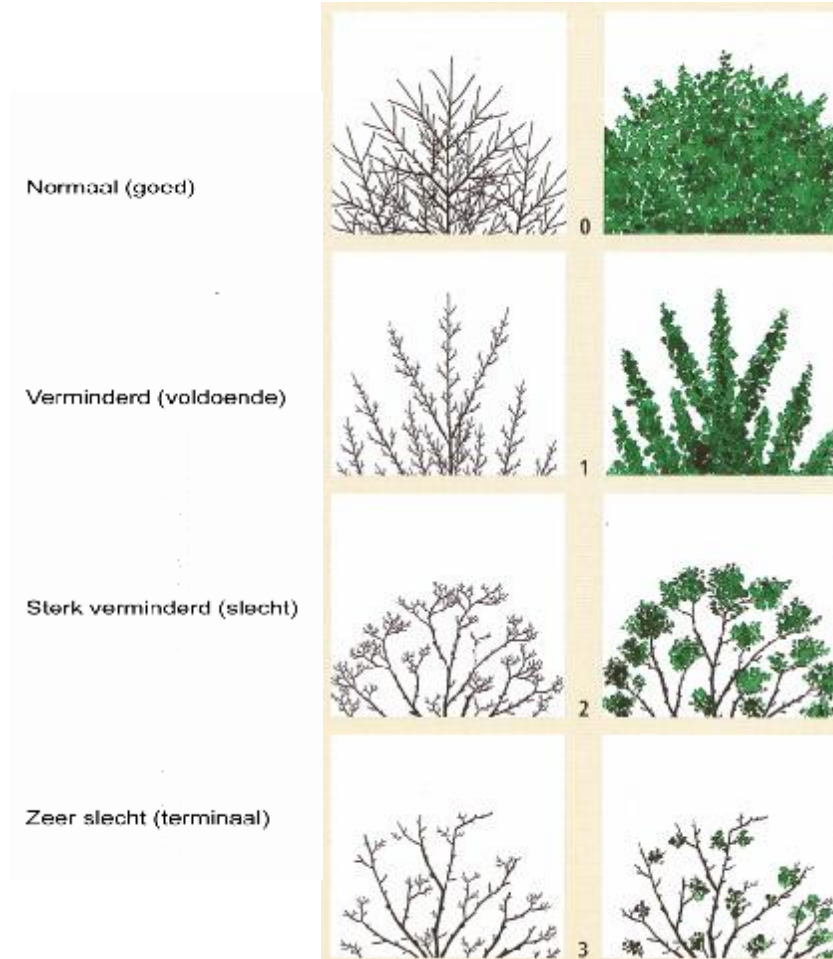 Normaal (goed)
0
Verminderd (voldoende)
1
Sterk verminderd (slecht)
2
Zeer slecht (terminaal)
3